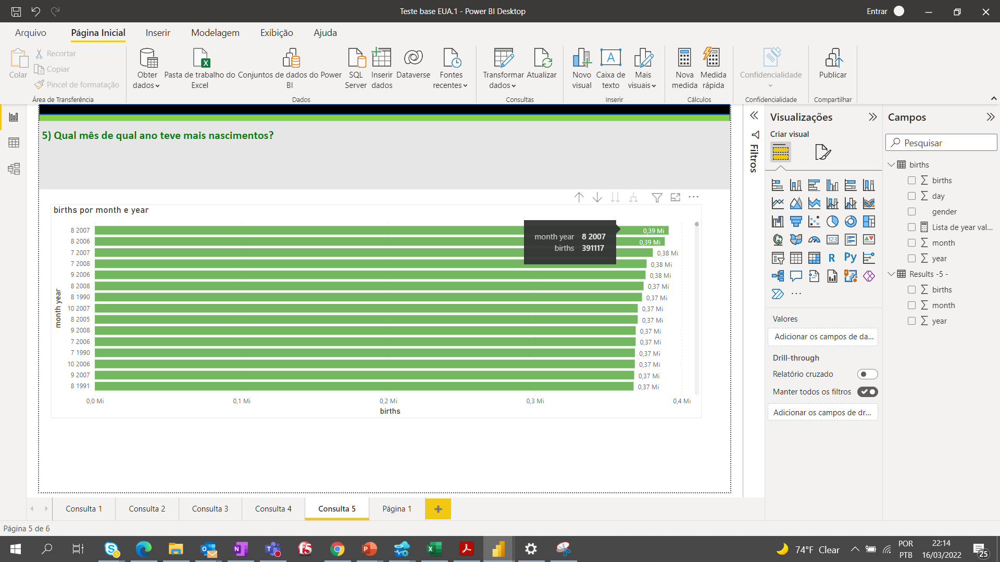 Teste base EUA.1 - Power BI Desktop
Entrar
Arquivo
Página Inicial
Inserir
Modelagem
Exibição
Ajuda
Colar
Recortar
Copiar
Pincel de formatação
Área de Transferência
Obter dados
Pasta de trabalho do Excel
Conjuntos de dados do Power BI
SQL Server
Inserir dados
Dataverse
Fontes recentes
Dados
Transformar dados
Atualizar
Consultas
Novo visual
Caixa de texto
Mais visuais
Inserir
Nova medida
Medida rápida
Cálculos
Confidencialidade
Confidencialidade
Publicar
Compartilhar
5) Qual mês de qual ano teve mais nascimentos?
births por month e year
month year
8 2007 0,39 Mi
8 2006 0,39 Mi
7 2007 0,38 Mi
7 2008 0,38 Mi
9 2006 0,38 Mi
8 2008 0,37 Mi
8 1990 0,37 Mi
10 2007 0,37 Mi
8 2005 0,37 Mi
9 2008 0,37 Mi
7 2006 0,37 Mi
7 1990 0,37 Mi
10 2006 0,37 Mi
9 2007 0,37 Mi
8 1991 0,37 Mi
0,0 Mi 0,1 Mi 0,2 Mi 0,3 Mi 0,4 Mi
births
month year 8 2007
births 391117
Filtros
Visualizações
Criar visual
R
Py
123
Valores
Adicionar os campos de da...
Drill-through
Relatório cruzado
Manter todos os filtros
Adicionar os campos de dr...
Campos
Pesquisar
births
births
day
gender
Lista de year val...
month
year
Results -5 -
births
month
year
Consulta 1
Consulta 2
Consulta 3
Consulta 4
Consulta 5
Página 1
Página 5 de 6
74°F Clear
POR
PTB
22:14
16/03/2022
25